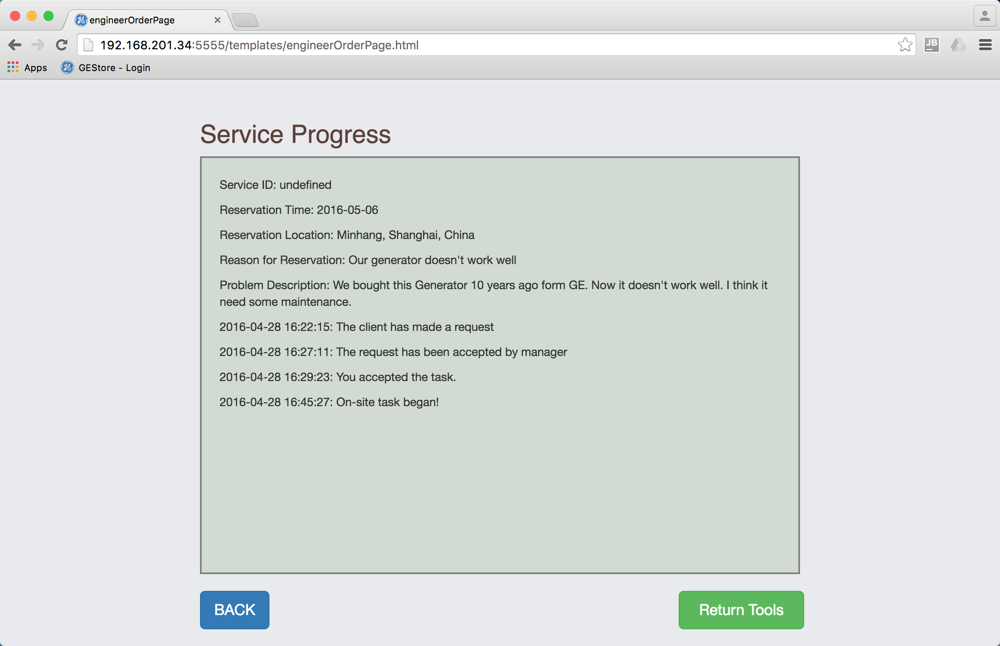 engineerOrderPage
192.168.201.34:5555/templates/engineerOrderPage.html
JB
Apps
GEStore - Login
Service Progress
Service ID: undefined
Reservation Time: 2016-05-06
Reservation Location: Minhang, Shanghai, China
Reason for Reservation: Our generator doesn't work well
Problem Description: We bought this Generator 10 years ago form GE. Now it doesn't work well. I think it
need some maintenance.
2016-04-28 16:22:15: The client has made a request
2016-04-28 16:27:11: The request has been accepted by manager
2016-04-28 16:29:23: You accepted the task.
2016-04-28 16:45:27: On-site task began!
BACK
Return Tools